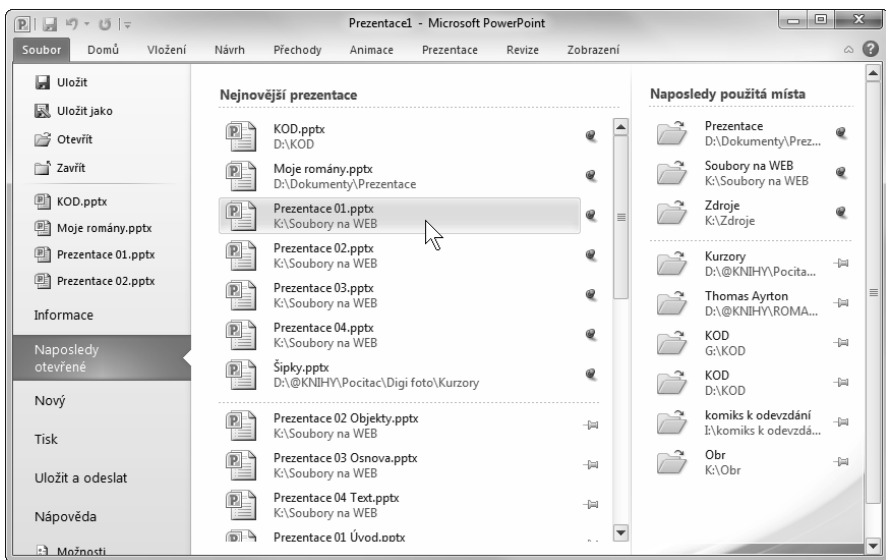 Prezentace1 - Microsoft PowerPoint
Soubor Domů Vložení Návrh Přechody Animace Prezentace Revize Zobrazení
Uložit
Uložit jako
Otevřít
Zavřít
KOD.pptx
Moje romány.pptx
Prezentace 01.pptx
Prezentace 02.pptx
Informace
Naposledy
otevřené
Nový
Tisk
Uložit a odeslat
Nápověda
Možnosti
Nejnovější prezentace
KOD.pptx
D:\KOD
Moje romány.pptx
D:\Dokumenty\Prezentace
Prezentace 01.pptx
K:\Soubory na WEB
Prezentace 02.pptx
K:\Soubory na WEB
Prezentace 03.pptx
K:\Soubory na WEB
Prezentace 04.pptx
K:\Soubory na WEB
Šipky.pptx
D:\@KNIHY\Pocitac\Digi foto\Kurzory
Prezentace 02 Objekty.pptx
K:\Soubory na WEB
Prezentace 03 Osnova.pptx
K:\Soubory na WEB
Prezentace 04 Text.pptx
K:\Soubory na WEB
Prezentace 01 Úvod.pptx
Naposledy použitá místa
Prezentace
D:\Dokumenty\Prez...
Soubory na WEB
K:\Soubory na WEB
Zdroje
K:\Zdroje
Kurzory
D:\@KNIHY\Pocita...
Thomas Ayrton
D:\@KNIHY\ROMA...
KOD
G:\KOD
KOD
D:\KOD
komiks k odevzdání
I:\komiks k odevzdá...
Obr
K:\Obr